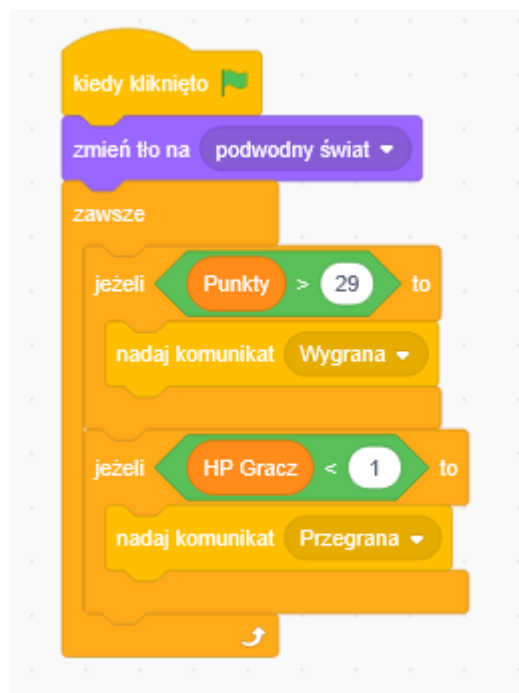 kiedy kliknięto
zmień tło na podwodny świat
zawsze
jeżeli Punkty > 29 to
nadaj komunikat Wygrana
jeżeli HP Gracz < 1 to
nadaj komunikat Przegrana